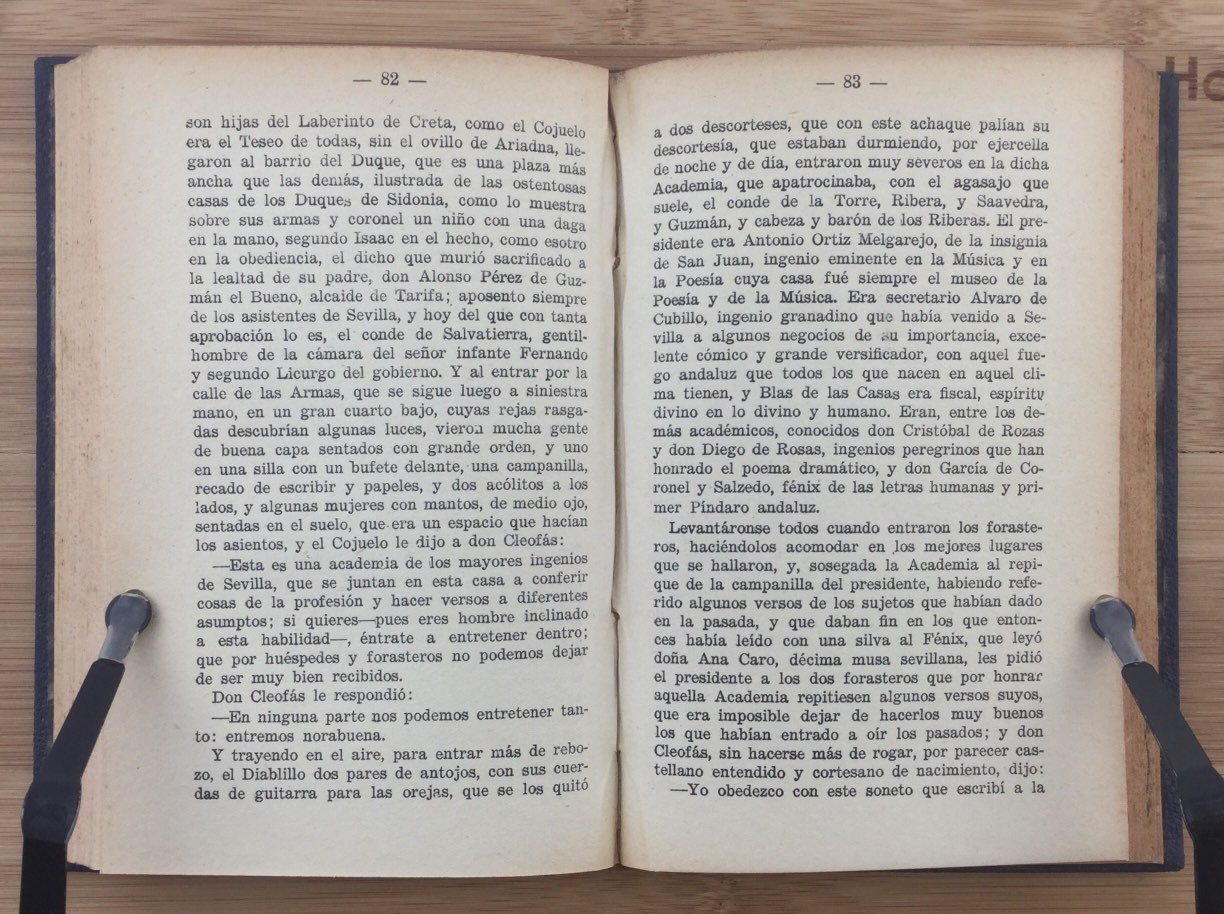 — 82 —
son hijas del Laberinto de Creta, como el Cojuelo
era el Teseo de todas, sin el ovillo de Ariadna, lle-
garon al barrio del Duque, que es una plaza más
ancha que las demás, ilustrada de las ostentosas
casas de los Duques de Sidonia, como lo muestra
sobre sus armas y coronel un niño con una daga
en la mano, segundo Isaac en el hecho, como esotro
en la obediencia, el dicho que murió sacrificado a
la lealtad de su padre, don Alonso Pérez de Guz-
mán el Bueno, alcaide de Tarifa; aposento siempre
de los asistentes de Sevilla, y hoy del que con tanta
aprobación lo es, el conde de Salvatierra, gentil-
hombre de la cámara del señor infante Fernando
y segundo Licurgo del gobierno. Y al entrar por la
calle de las Armas, que se sigue luego a siniestra
mano, en un gran cuarto bajo, cuyas rejas rasga-
das descubrían algunas luces, vieron mucha gente
de buena capa sentados con grande orden, y uno
en una silla con un bufete delante, una campanilla,
recado de escribir y papeles, y dos acólitos a los
lados, y algunas mujeres con mantos, de medio ojo,
sentadas en el suelo, que era un espacio que hacían
los asientos, y el Cojuelo le dijo a don Cleofás:
—Esta es una academia de los mayores ingenios
de Sevilla, que se juntan en esta casa a conferir
cosas de la profesión y hacer versos a diferentes
asumptos; si quieres—pues eres hombre inclinado
a esta habilidad—, éntrate a entretener dentro;
que por huéspedes y forasteros no podemos dejar
de ser muy bien recibidos.
Don Cleofás le respondió:
—En ninguna parte nos podemos entretener tan-
to: entremos norabuena.
Y trayendo en el aire, para entrar más de rebo-
zo, el Diablillo dos pares de antojos, con sus cuer-
das de guitarra para las orejas, que se los quitó
— 83 —
a dos descorteses, que con este achaque palían su
descortesía, que estaban durmiendo, por ejercella
de noche y de día, entraron muy severos en la dicha
Academia, que apatrocinaba, con el agasajo que
suele, el conde de la Torre, Ribera, y Saavedra,
y Guzmán, y cabeza y barón de los Riberas. El pre-
sidente era Antonio Ortiz Melgarejo, de la insignia
de San Juan, ingenio eminente en la Música y en
la Poesía cuya casa fué siempre el museo de la
Poesía y de la Música. Era secretario Alvaro de
Cubillo, ingenio granadino que había venido a Se-
villa a algunos negocios de su importancia, exce-
lente cómico y grande versificador, con aquel fue-
go andaluz que todos los que nacen en aquel cli-
ma tienen, y Blas de las Casas era fiscal, espíritu
divino en lo divino y humano. Eran, entre los de-
más académicos, conocidos don Cristóbal de Rozas
y don Diego de Rosas, ingenios peregrinos que han
honrado el poema dramático, y don García de Co-
ronel y Salzedo, fénix de las letras humanas y pri-
mer Píndaro andaluz.
Levantáronse todos cuando entraron los foraste-
ros, haciéndolos acomodar en los mejores lugares
que se hallaron, y, sosegada la Academia al repi-
que de la campanilla del presidente, habiendo refe-
rido algunos versos de los sujetos que habían dado
en la pasada, y que daban fin en los que enton-
ces había leído con una silva al Fénix, que leyó
doña Ana Caro, décima musa sevillana, les pidió
el presidente a los dos forasteros que por honrar
aquella Academia repitiesen algunos versos suyos,
que era imposible dejar de hacerlos muy buenos
los que habían entrado a oír los pasados; y don
Cleofás, sin hacerse más de rogar, por parecer cas-
tellano entendido y cortesano de nacimiento, dijo:
—Yo obedezco con este soneto que escribí a la